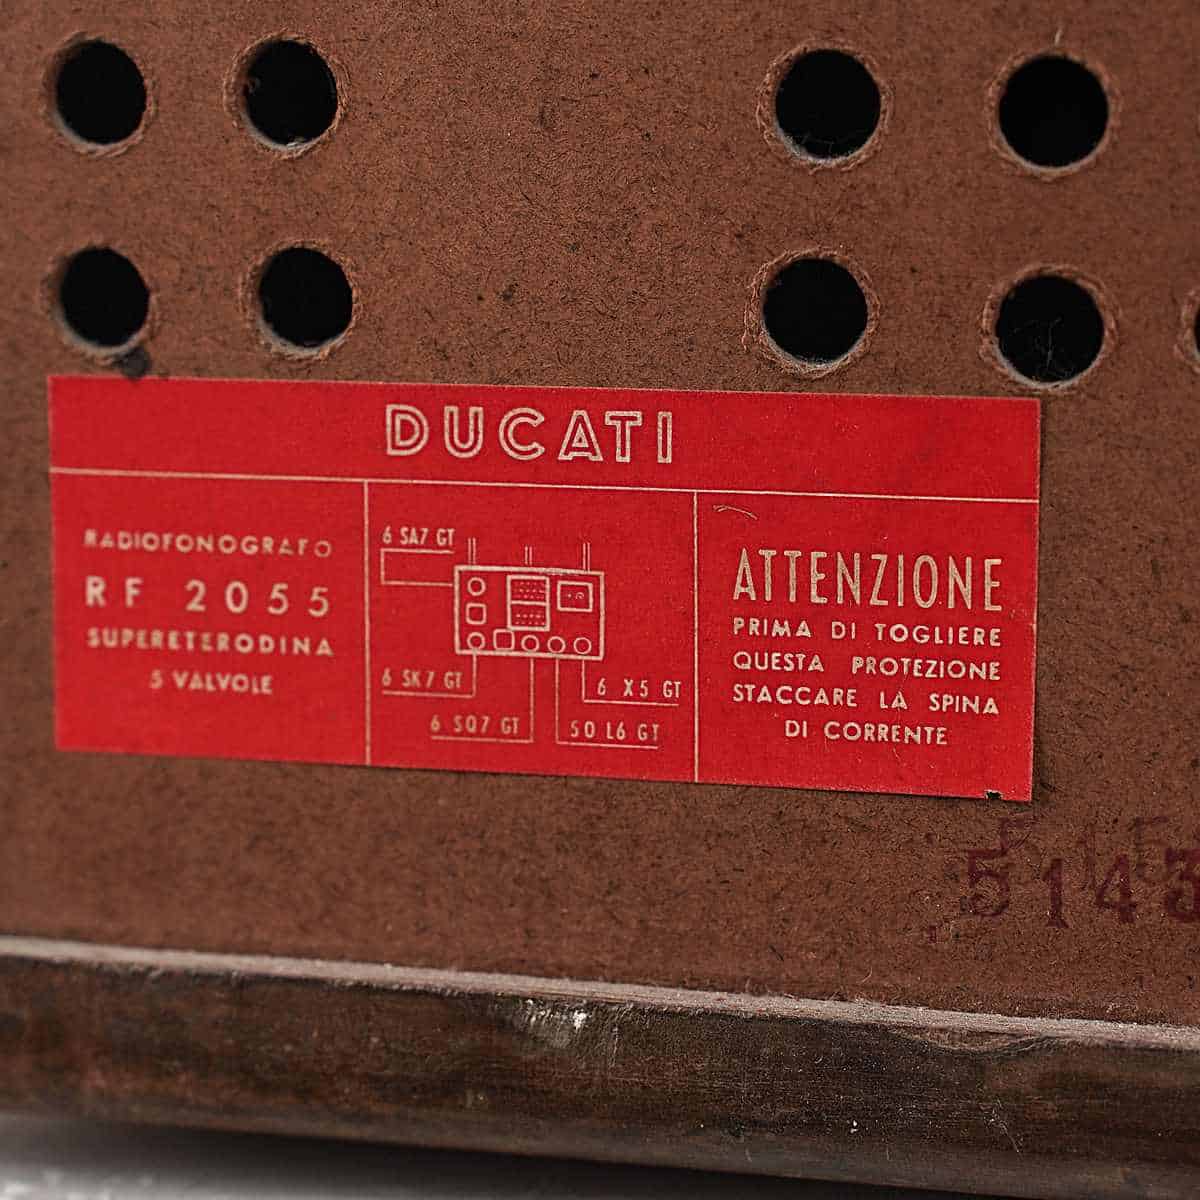 DUCATI
RADIOFONOGRAFO
RF 2055
SUPERETERODINA
5 VALVOLE
6 SA7 GT
6 SK7 GT
6 SQ7 GT
6 X5 GT
50 L6 GT
ATTENZIONE
PRIMA DI TOGLIERE
QUESTA PROTEZIONE
STACCARE LA SPINA
DI CORRENTE
5143